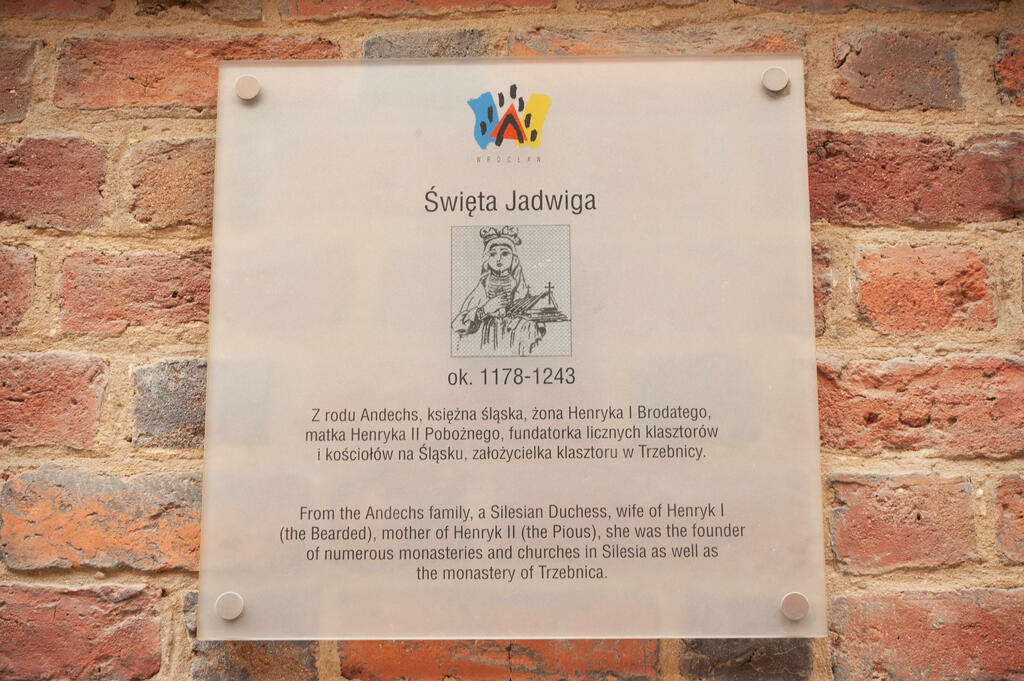 WROCŁAW
Święta Jadwiga
ok. 1178-1243
Z rodu Andechs, księżna śląska, żona Henryka I Brodatego,
matka Henryka II Pobożnego, fundatorka licznych klasztorów
i kościołów na Śląsku, założycielka klasztoru w Trzebnicy.
From the Andechs family, a Silesian Duchess, wife of Henryk I
(the Bearded), mother of Henryk II (the Pious), she was the founder
of numerous monasteries and churches in Silesia as well as
the monastery of Trzebnica.